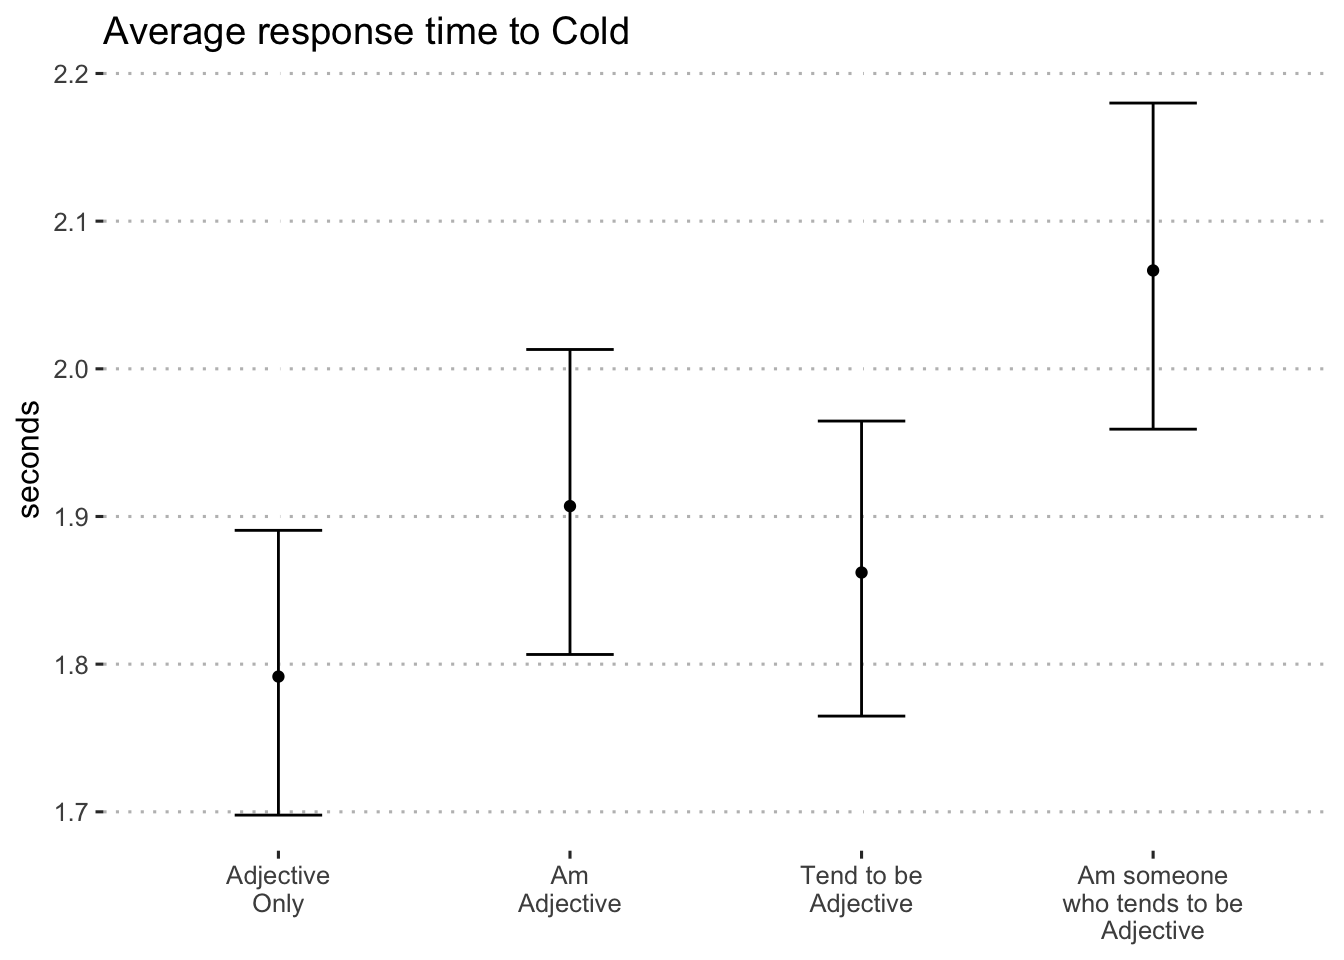 Average response time to Cold
2.2
2.1
2.0
1.9
1.8
1.7
seconds
Adjective
Only
Am
Adjective
Tend to be
Adjective
Am someone
who tends to be
Adjective